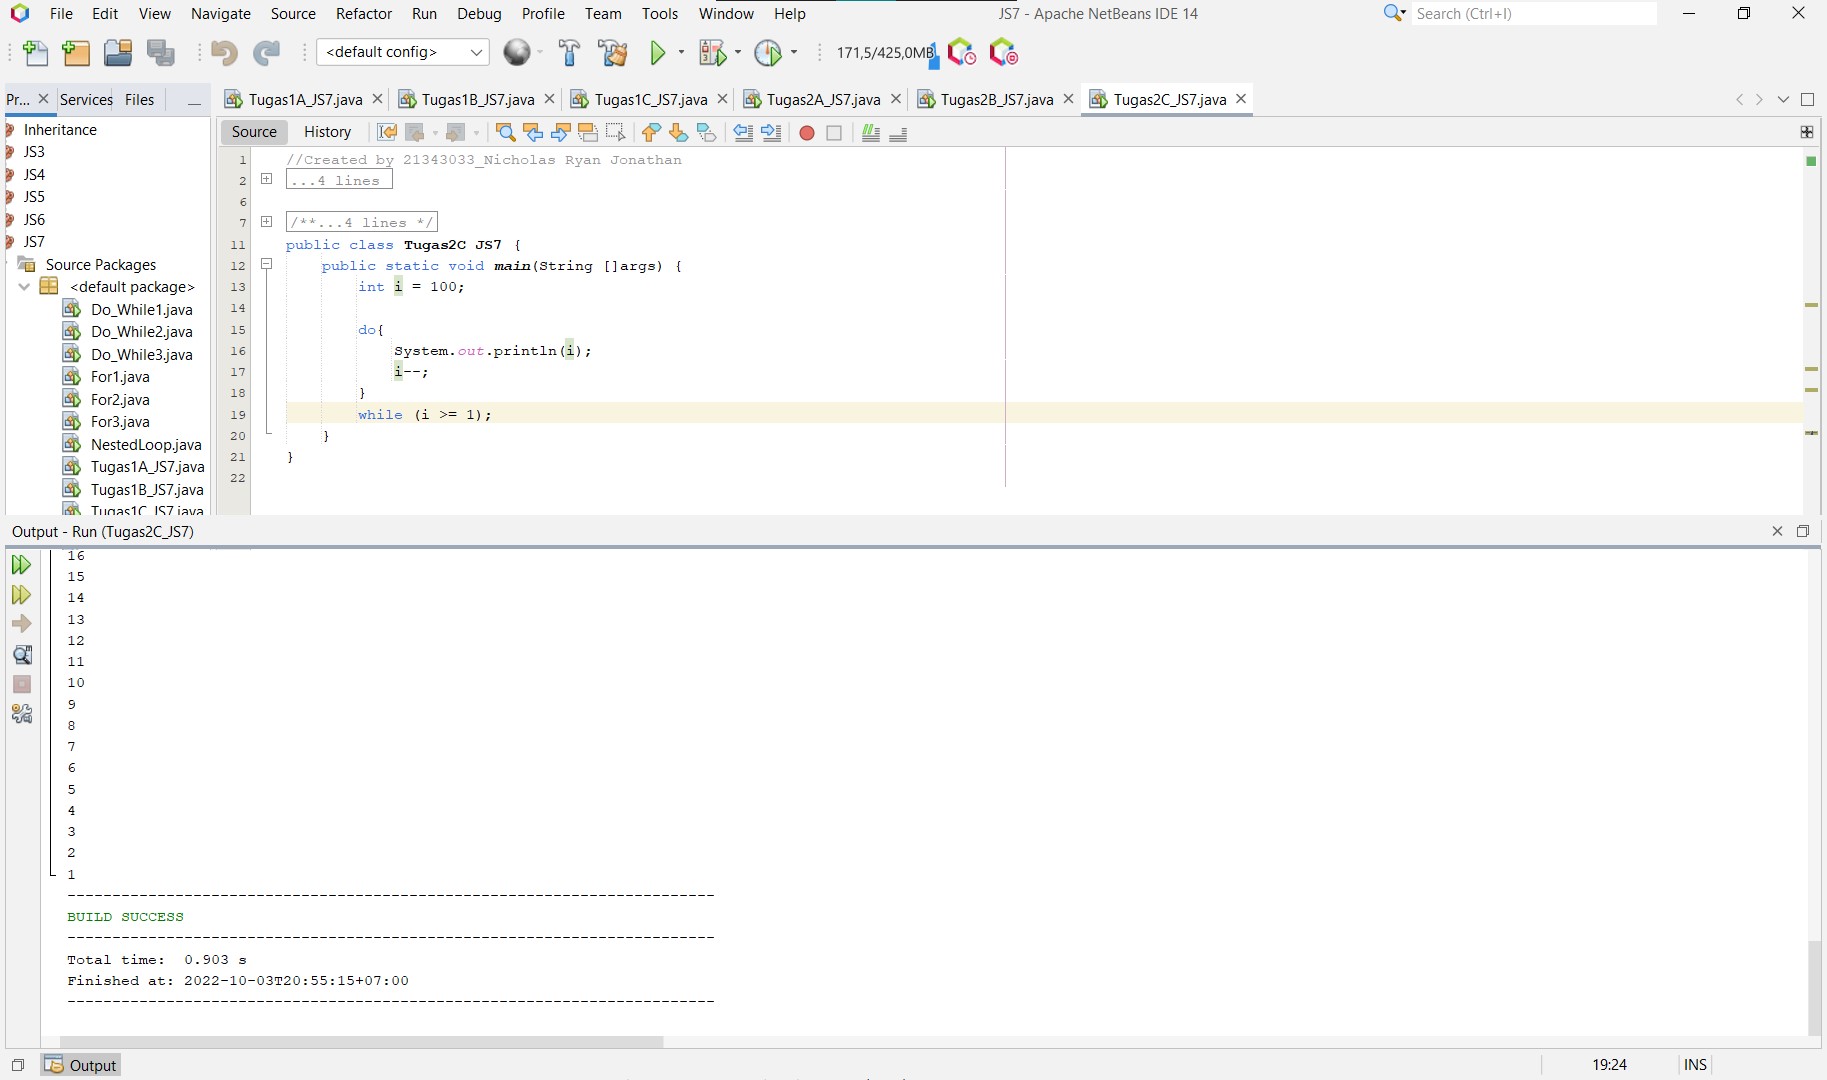 File Edit View Navigate Source Refactor Run Debug Profile Team Tools Window Help JS7 - Apache NetBeans IDE 14 Search (Ctrl+I)
<default config> 171,5/425,0MB
Pr... Services Files Tugas1A_JS7.java Tugas1B_JS7.java Tugas1C_JS7.java Tugas2A_JS7.java Tugas2B_JS7.java Tugas2C_JS7.java
Source History
Inheritance
JS3
JS4
JS5
JS6
JS7
Source Packages
<default package>
Do_While1.java
Do_While2.java
Do_While3.java
For1.java
For2.java
For3.java
NestedLoop.java
Tugas1A_JS7.java
Tugas1B_JS7.java
Tugas1C_JS7.java
1 //Created by 21343033_Nicholas Ryan Jonathan
2 ...4 lines
6
7 /**...4 lines */
11 public class Tugas2C_JS7 {
12 public static void main(String []args) {
13 int i = 100;
14
15 do{
16 System.out.println(i);
17 i--;
18 }
19 while (i >= 1);
20 }
21 }
22
Output - Run (Tugas2C_JS7)
16
15
14
13
12
11
10
9
8
7
6
5
4
3
2
1
------------------------------------------------------------------------
BUILD SUCCESS
------------------------------------------------------------------------
Total time: 0.903 s
Finished at: 2022-10-03T20:55:15+07:00
------------------------------------------------------------------------
Output 19:24 INS